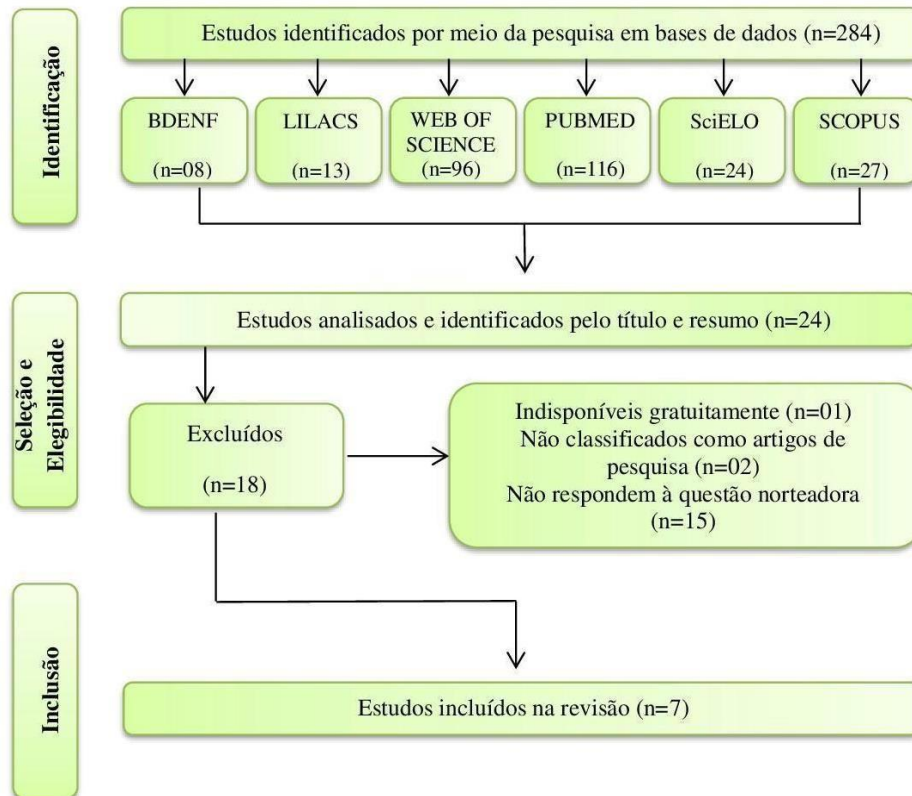 Identificação
Estudos identificados por meio da pesquisa em bases de dados (n=284)
BDENF
(n=08)
LILACS
(n=13)
WEB OF
SCIENCE
(n=96)
PUBMED
(n=116)
SciELO
(n=24)
SCOPUS
(n=27)
Seleção e
Elegibilidade
Estudos analisados e identificados pelo título e resumo (n=24)
Excluídos
(n=18)
Indisponíveis gratuitamente (n=01)
Não classificados como artigos de
pesquisa (n=02)
Não respondem à questão norteadora
(n=15)
Inclusão
Estudos incluídos na revisão (n=7)